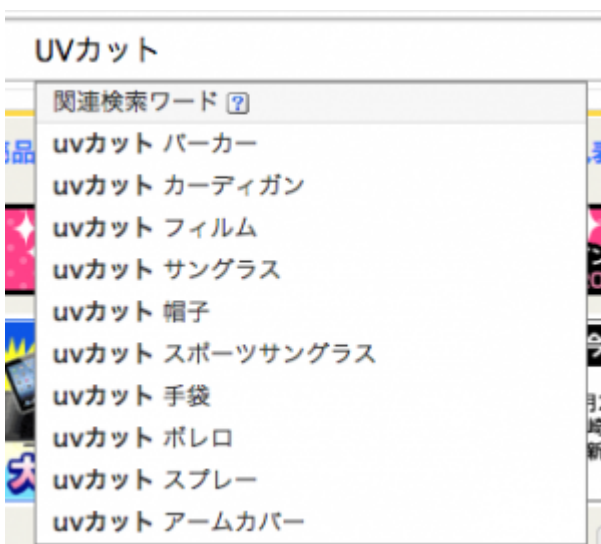 UVカット
関連検索ワード ?
uvカット パーカー
uvカット カーディガン
uvカット フィルム
uvカット サングラス
uvカット 帽子
uvカット スポーツサングラス
uvカット 手袋
uvカット ボレロ
uvカット スプレー
uvカット アームカバー